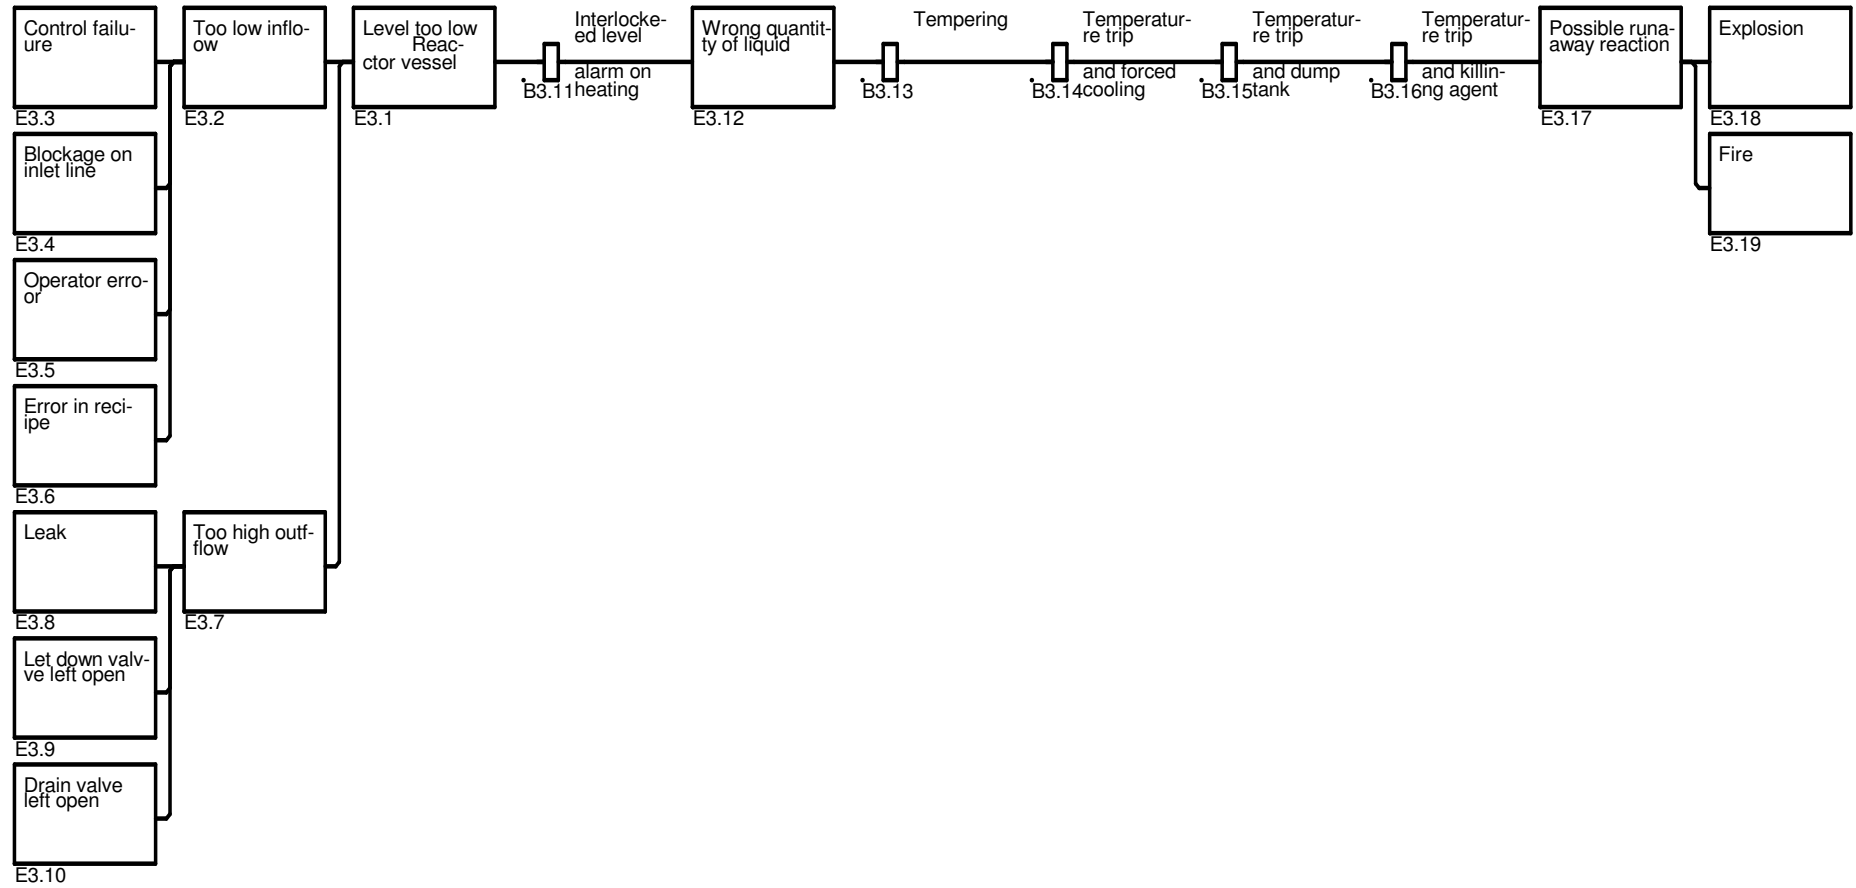 Control failu-
ure
E3.3
Too low inflo-
ow
E3.2
Level too low
Reac-
ctor vessel
E3.1
Interlocke-
ed level
alarm on
heating
.B3.11
Wrong quantit-
ty of liquid
E3.12
Tempering
.B3.13
Temperatur-
re trip
and forced
cooling
.B3.14
Temperatur-
re trip
and dump
tank
.B3.15
Temperatur-
re trip
and killin-
ng agent
.B3.16
Possible runa-
away reaction
E3.17
Explosion
E3.18
Blockage on
inlet line
E3.4
Fire
E3.19
Operator erro-
or
E3.5
Error in reci-
ipe
E3.6
Leak
E3.8
Too high outf-
flow
E3.7
Let down valv-
ve left open
E3.9
Drain valve
left open
E3.10